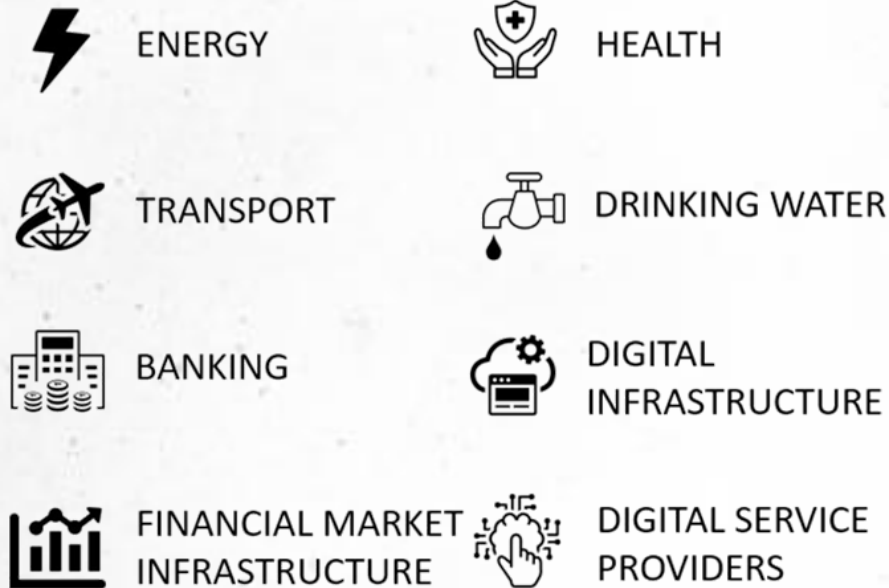 ENERGY
HEALTH
TRANSPORT
DRINKING WATER
BANKING
DIGITAL
INFRASTRUCTURE
FINANCIAL MARKET
INFRASTRUCTURE
DIGITAL SERVICE
PROVIDERS